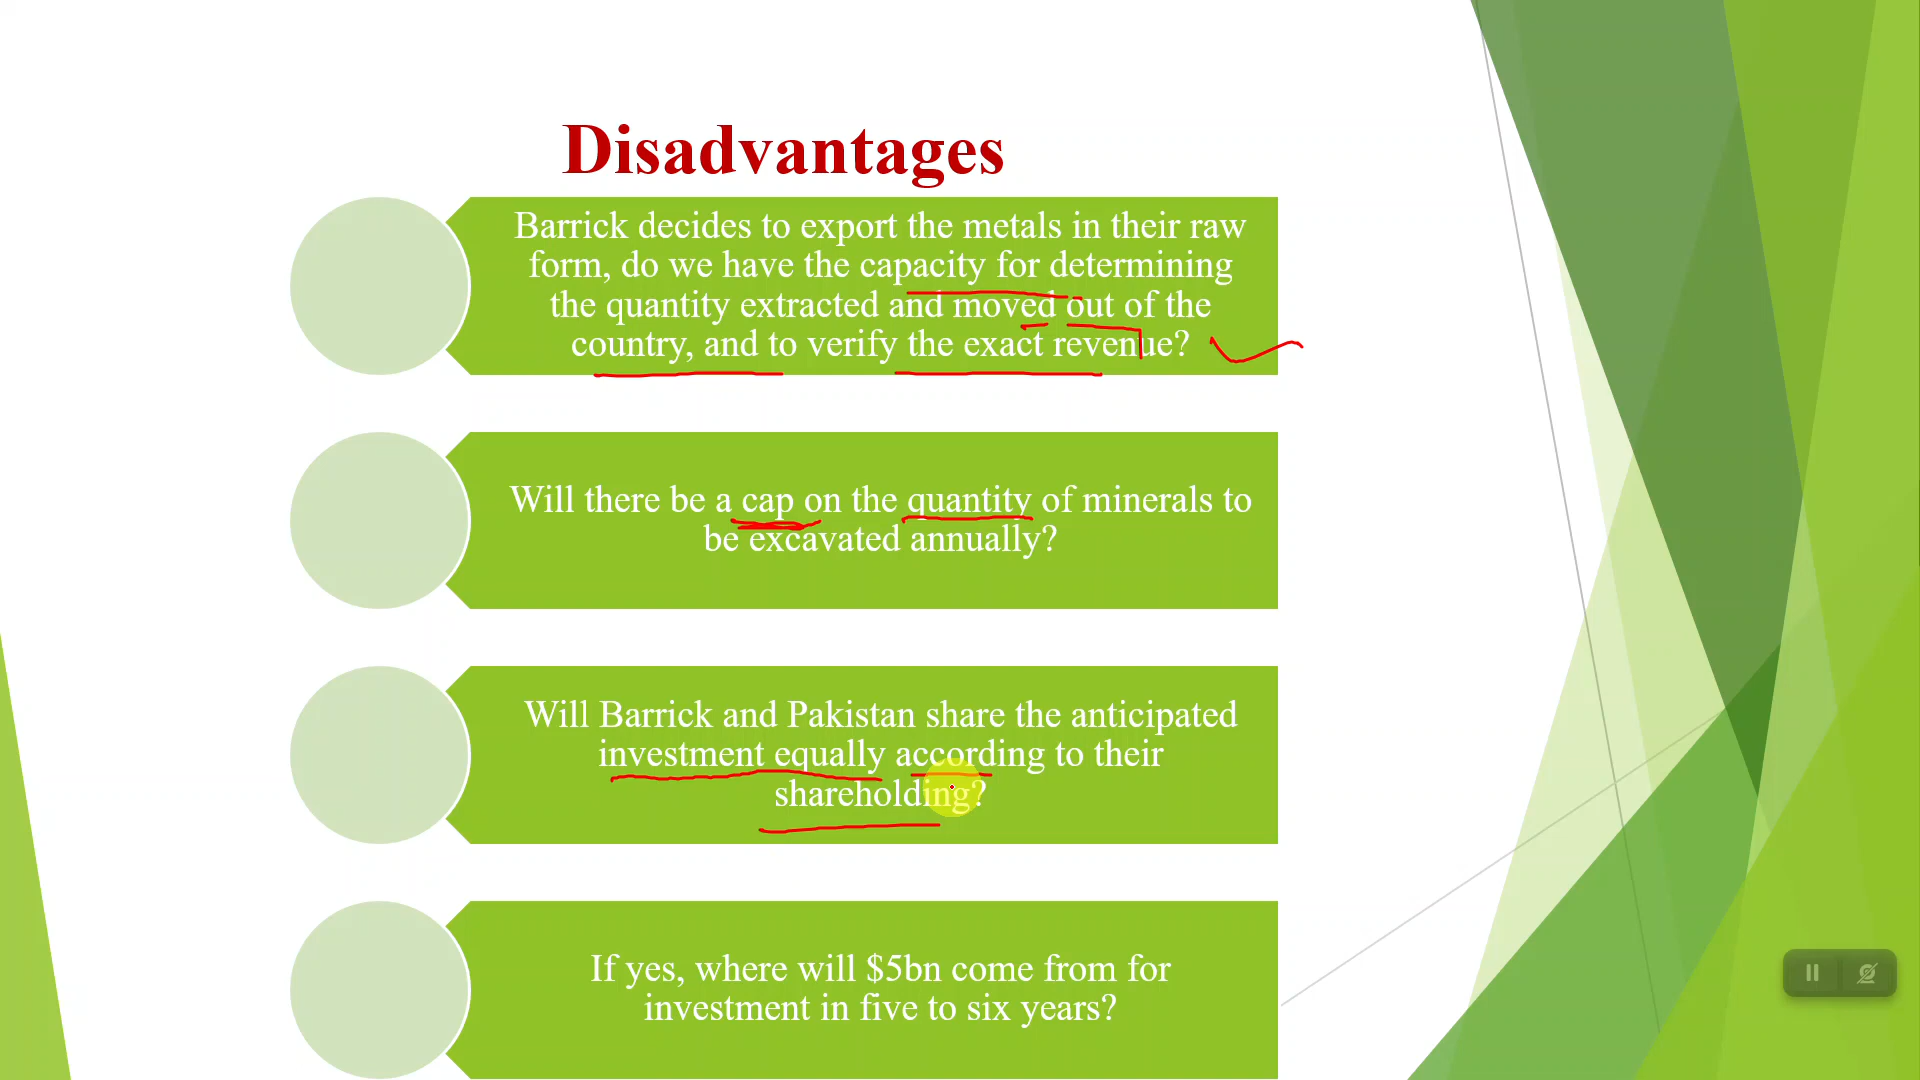 Disadvantages
Barrick decides to export the metals in their raw
form, do we have the capacity for determining
the quantity extracted and moved out of the
country, and to verify the exact revenue?
Will there be a cap on the quantity of minerals to
be excavated annually?
Will Barrick and Pakistan share the anticipated
investment equally according to their
shareholding?
If yes, where will $5bn come from for
investment in five to six years?